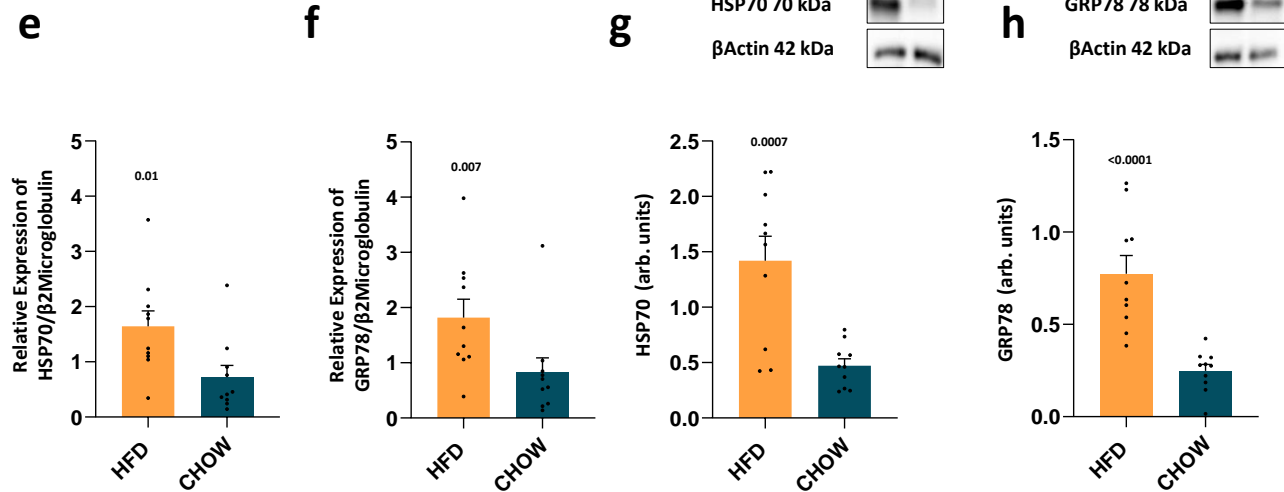 e
f
g
h
HSP70 70 kDa
βActin 42 kDa
GRP78 78 kDa
βActin 42 kDa
Relative Expression of
HSP70/β2Microglobulin
5
4
3
2
1
0
0.01
HFD
CHOW
Relative Expression of
GRP78/β2Microglobulin
5
4
3
2
1
0
0.007
HFD
CHOW
HSP70 (arb. units)
2.5
2.0
1.5
1.0
0.5
0.0
0.0007
HFD
CHOW
GRP78 (arb. units)
1.5
1.0
0.5
0.0
<0.0001
HFD
CHOW